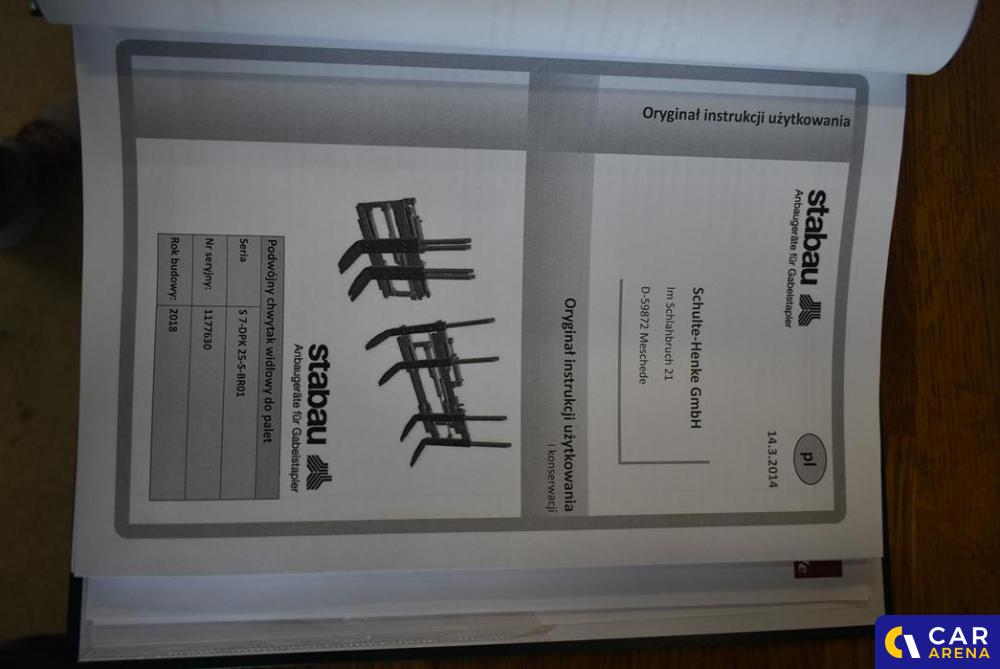 Oryginał instrukcji użytkowania
stabau
Anbaugeräte für Gabelstapler
pl
14.3.2014
Schulte-Henke GmbH
Im Schlahbruch 21
D-59872 Meschede
Oryginał instrukcji użytkowania
i konserwacji
stabau
Anbaugeräte für Gabelstapler
Podwójny chwytak widłowy do palet
Seria S 7-DPK 25-S-BR01
Nr seryjny: 1177630
Rok budowy: 2018
CAR
ARENA